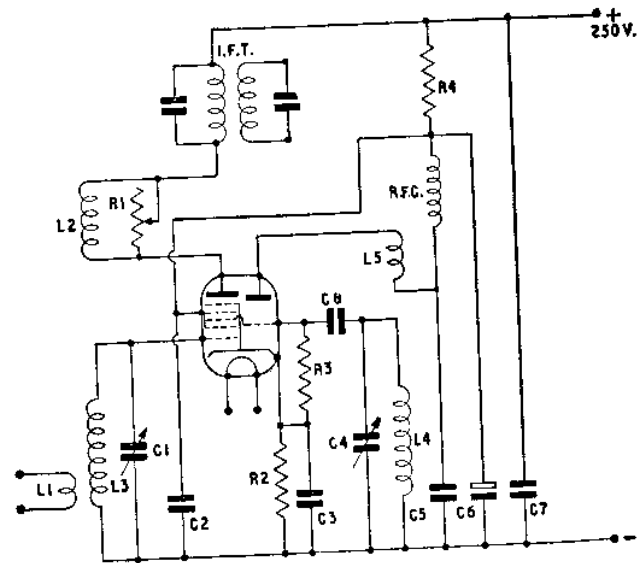 +
250V.
I.F.T.
R4
R1
R.F.C.
L2
L5
C8
R3
C1
C4
L4
L3
R2
L1
C2
C3
C5
C6
C7
-